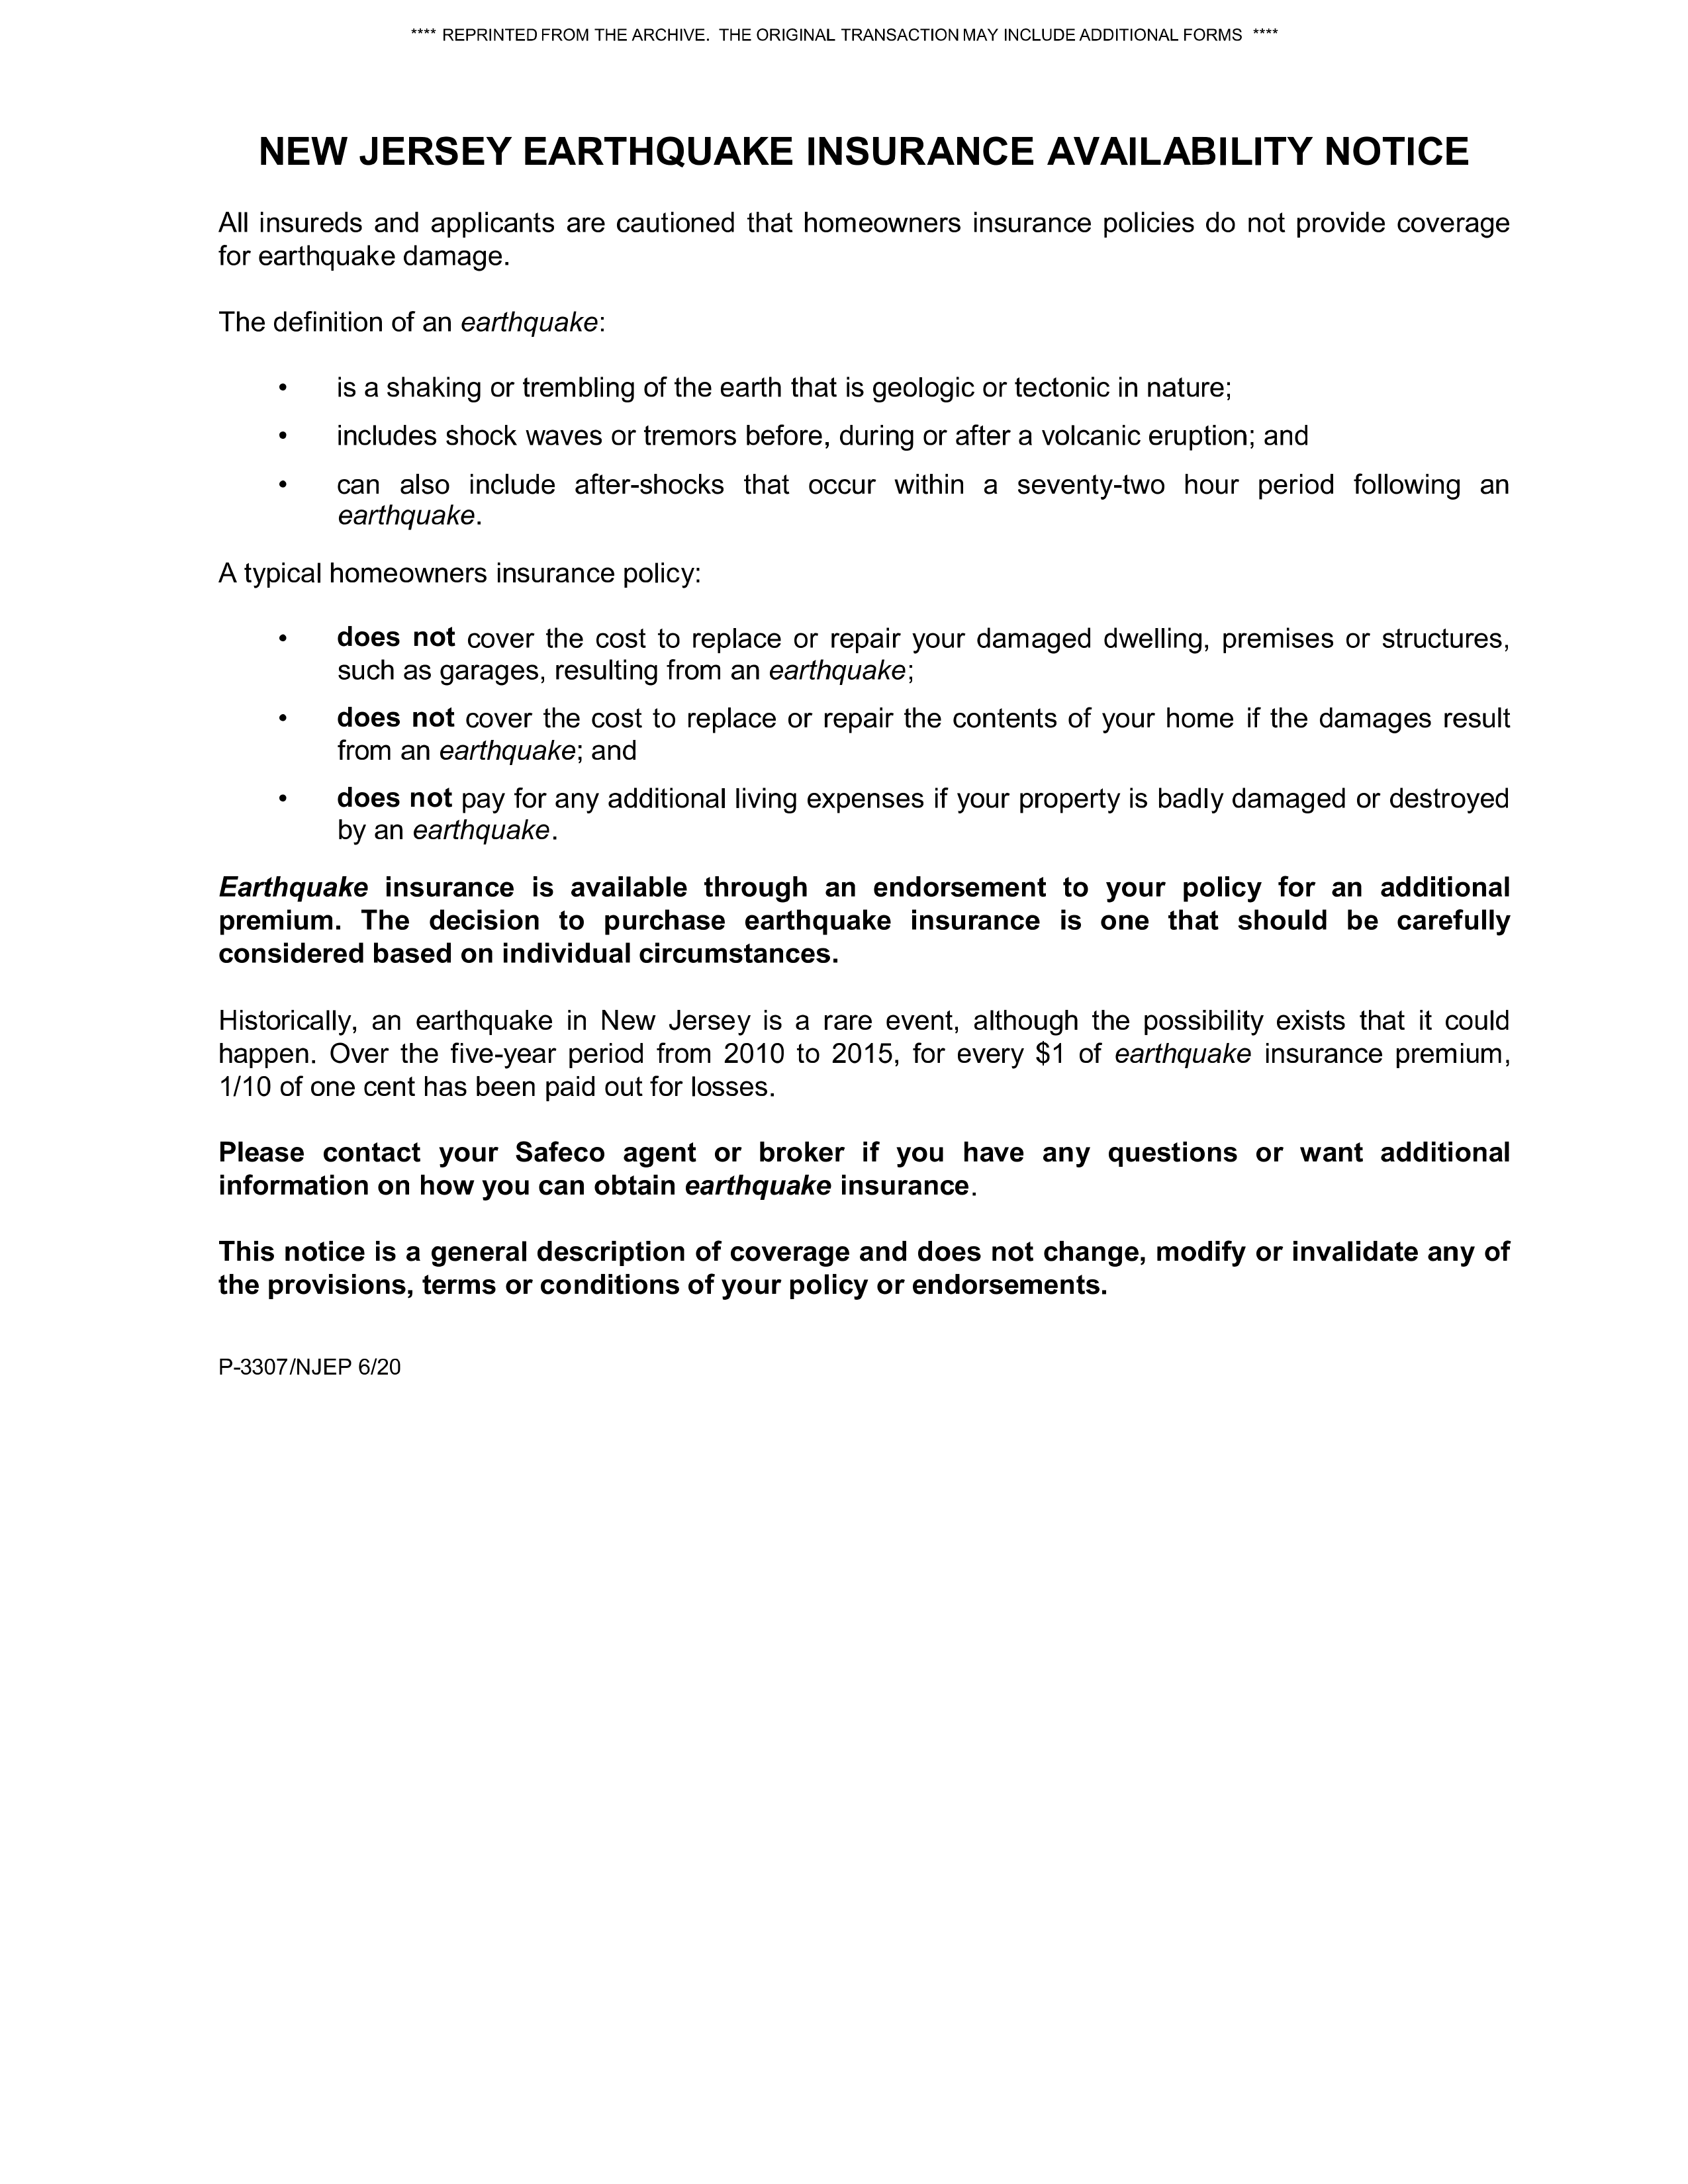 **** REPRINTED FROM THE ARCHIVE. THE ORIGINAL TRANSACTION MAY INCLUDE ADDITIONAL FORMS ****
NEW JERSEY EARTHQUAKE INSURANCE AVAILABILITY NOTICE
All insureds and applicants are cautioned that homeowners insurance policies do not provide coverage
for earthquake damage.
The definition of an earthquake:
• is a shaking or trembling of the earth that is geologic or tectonic in nature;
• includes shock waves or tremors before, during or after a volcanic eruption; and
• can also include after-shocks that occur within a seventy-two hour period following an
earthquake.
A typical homeowners insurance policy:
• does not cover the cost to replace or repair your damaged dwelling, premises or structures,
such as garages, resulting from an earthquake;
• does not cover the cost to replace or repair the contents of your home if the damages result
from an earthquake; and
• does not pay for any additional living expenses if your property is badly damaged or destroyed
by an earthquake.
Earthquake insurance is available through an endorsement to your policy for an additional
premium. The decision to purchase earthquake insurance is one that should be carefully
considered based on individual circumstances.
Historically, an earthquake in New Jersey is a rare event, although the possibility exists that it could
happen. Over the five-year period from 2010 to 2015, for every $1 of earthquake insurance premium,
1/10 of one cent has been paid out for losses.
Please contact your Safeco agent or broker if you have any questions or want additional
information on how you can obtain earthquake insurance.
This notice is a general description of coverage and does not change, modify or invalidate any of
the provisions, terms or conditions of your policy or endorsements.
P-3307/NJEP 6/20